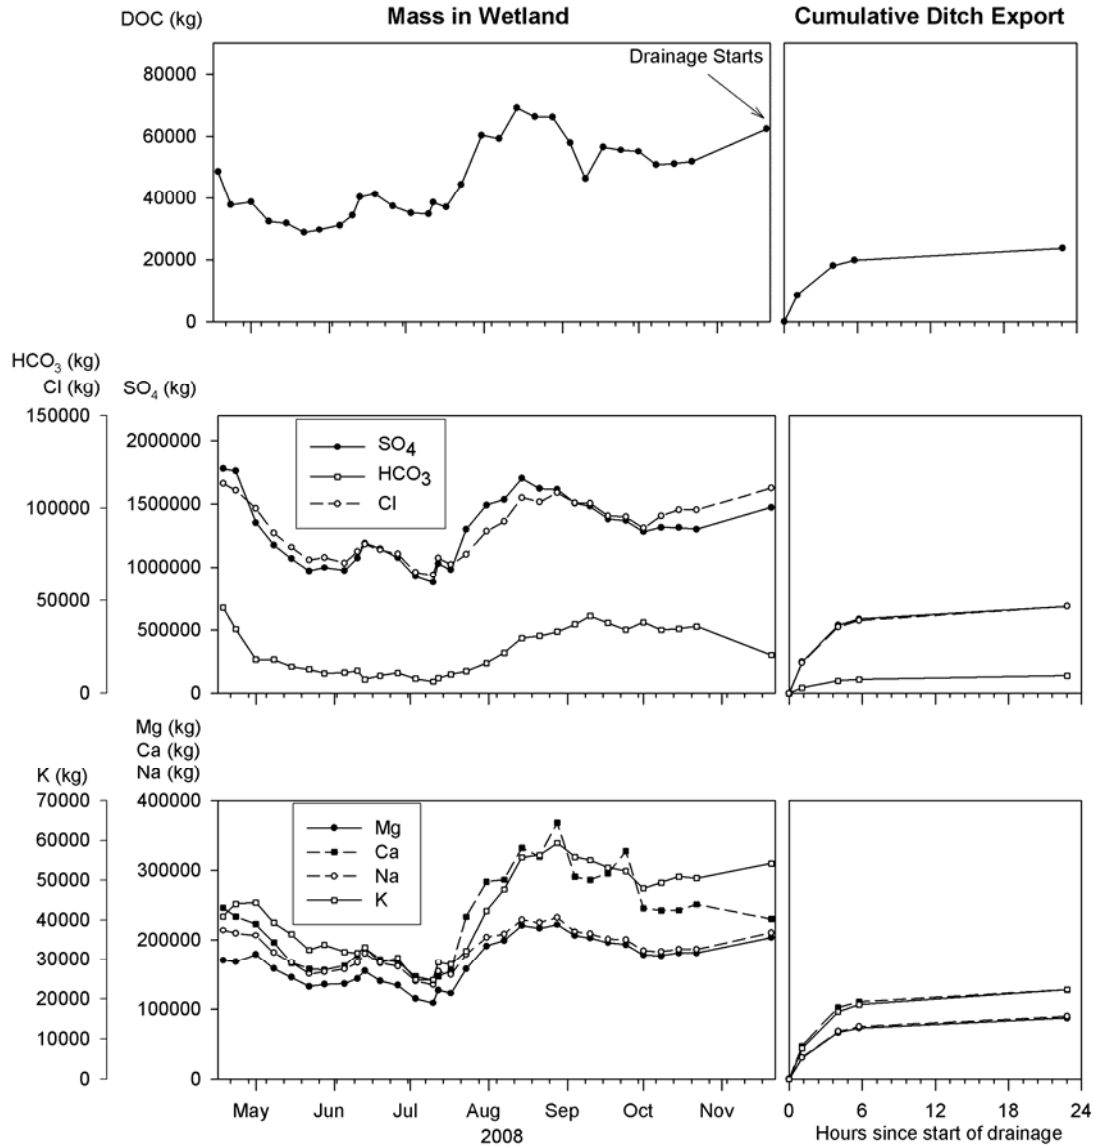 DOC (kg)
Mass in Wetland
Cumulative Ditch Export
Drainage Starts
80000
60000
40000
20000
0
HCO3 (kg)
Cl (kg)
SO4 (kg)
150000
100000
50000
0
2000000
1500000
1000000
500000
0
SO4
HCO3
Cl
Mg (kg)
Ca (kg)
K (kg)
Na (kg)
70000
60000
50000
40000
30000
20000
10000
0
400000
300000
200000
100000
0
Mg
Ca
Na
K
May Jun Jul Aug Sep Oct Nov
2008
0 6 12 18 24
Hours since start of drainage